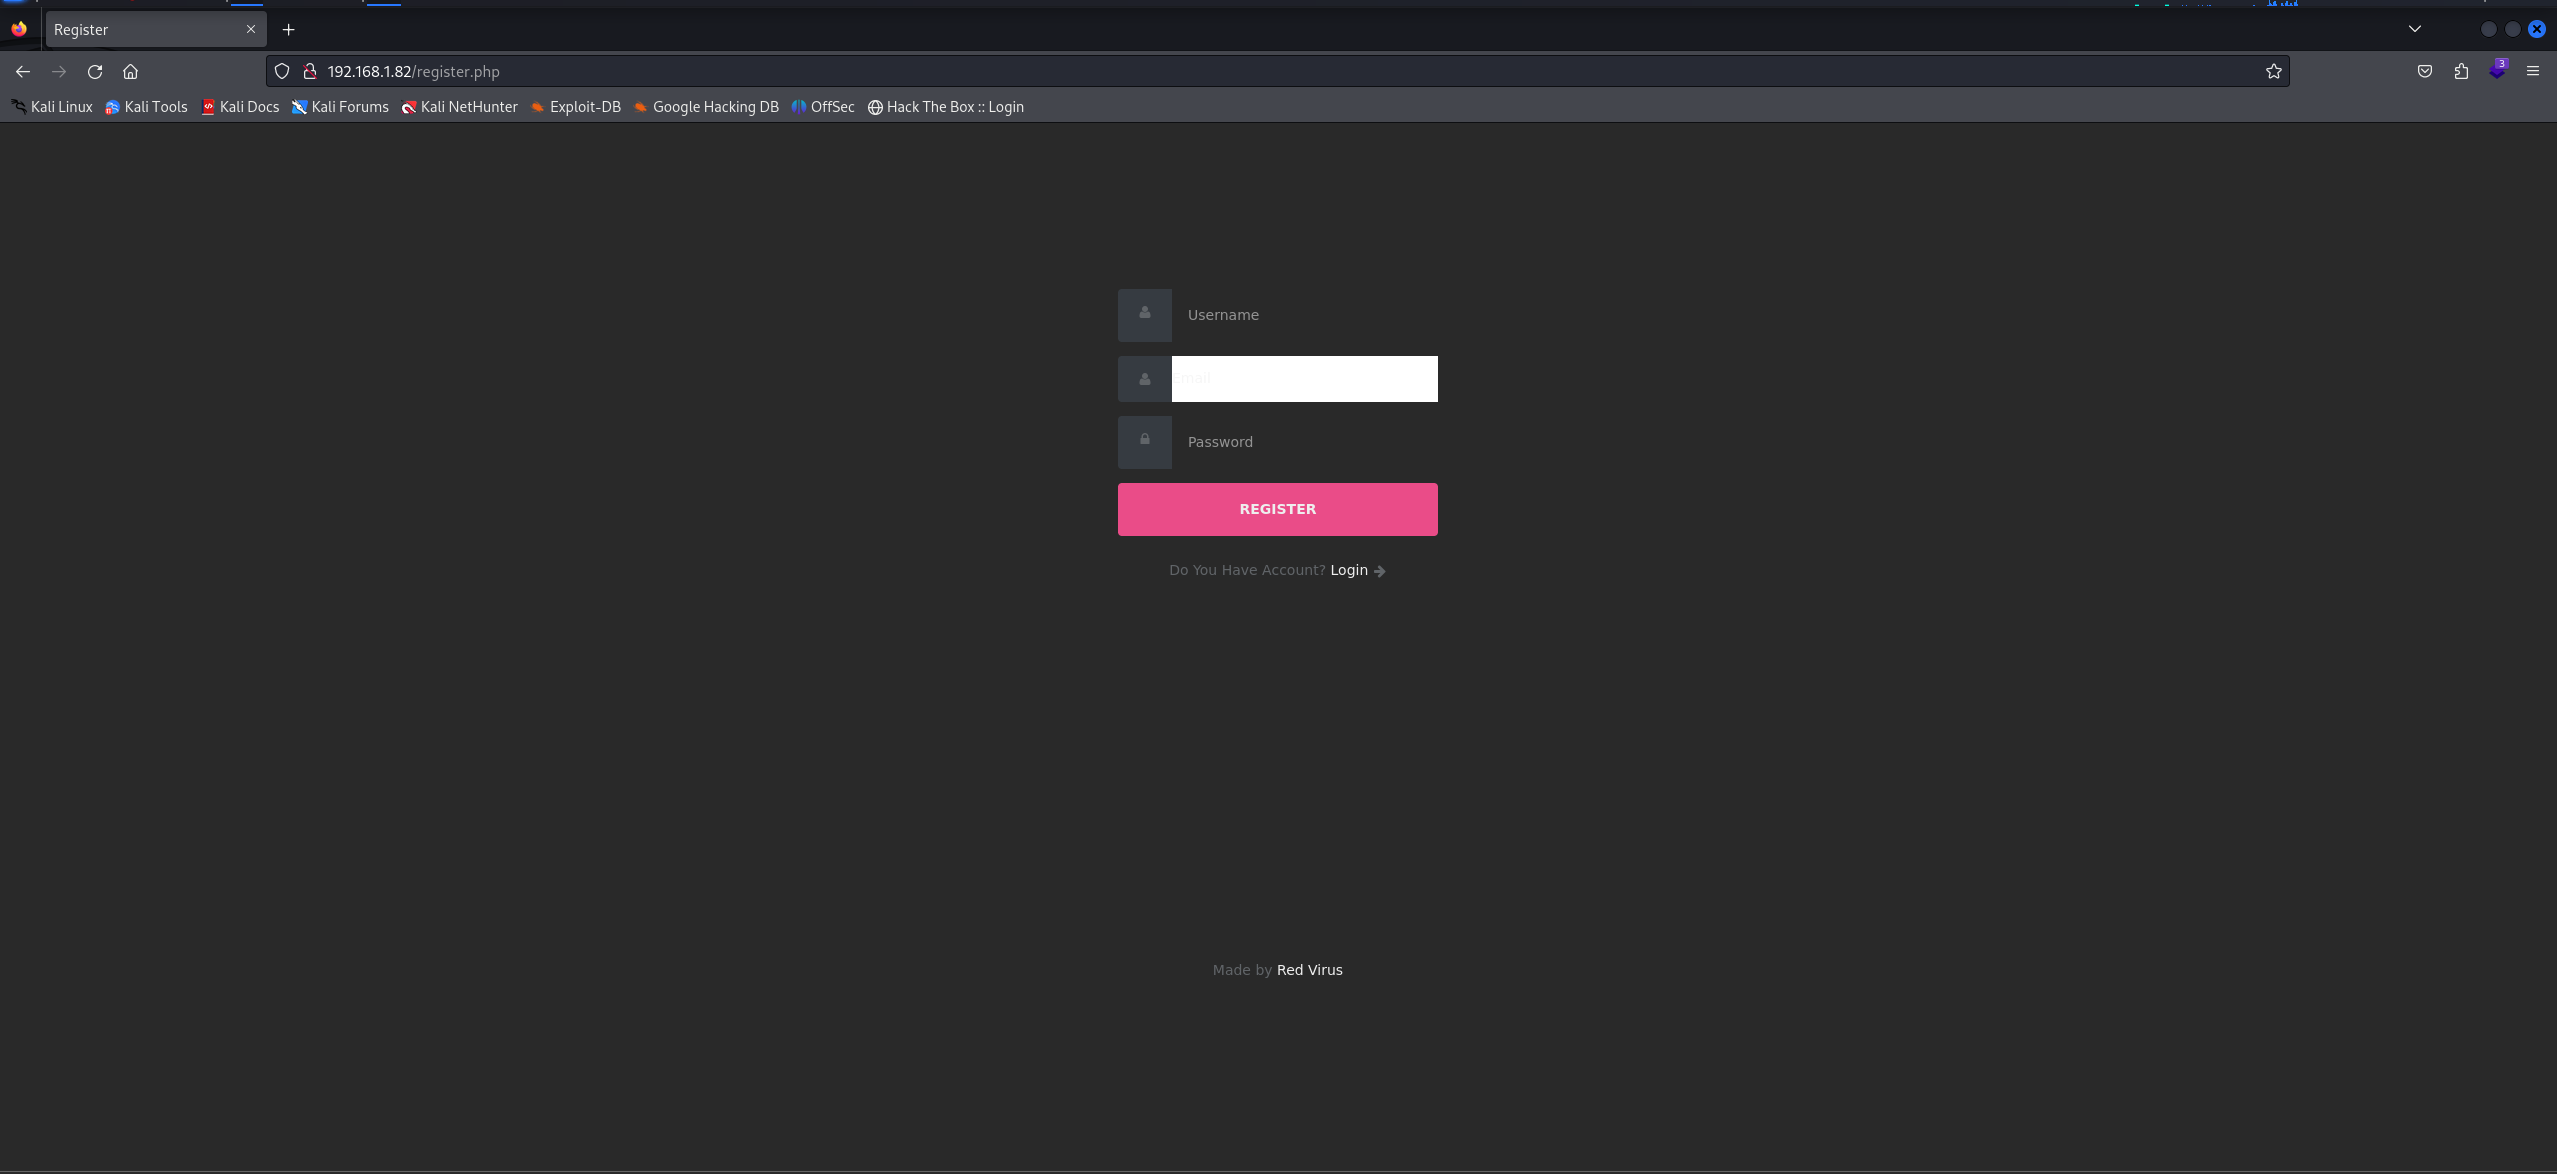 Register
192.168.1.82/register.php
3
Kali Linux Kali Tools Kali Docs Kali Forums Kali NetHunter Exploit-DB Google Hacking DB OffSec Hack The Box :: Login
Username
Email
Password
REGISTER
Do You Have Account? Login
Made by Red Virus